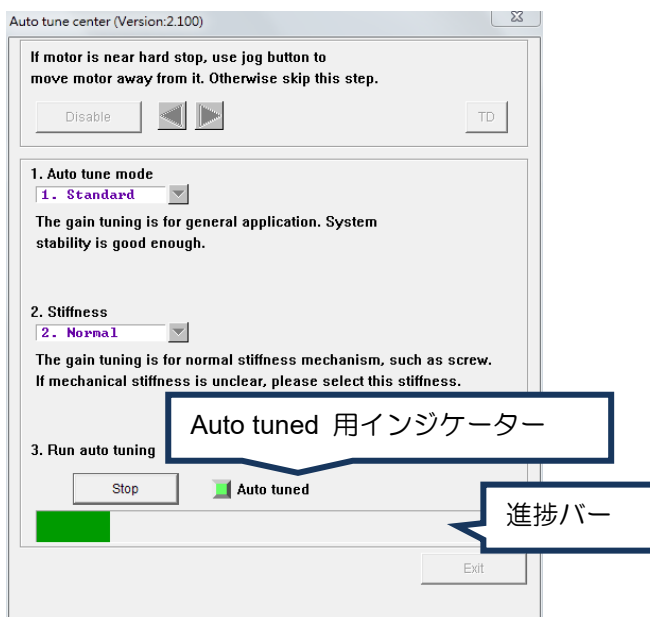 Auto tune center (Version:2.100)
If motor is near hard stop, use jog button to
move motor away from it. Otherwise skip this step.
Disable
TD
1. Auto tune mode
1. Standard
The gain tuning is for general application. System
stability is good enough.
2. Stiffness
2. Normal
The gain tuning is for normal stiffness mechanism, such as screw.
If mechanical stiffness is unclear, please select this stiffness.
Auto tuned 用インジケーター
3. Run auto tuning
Stop
Auto tuned
進捗バー
Exit